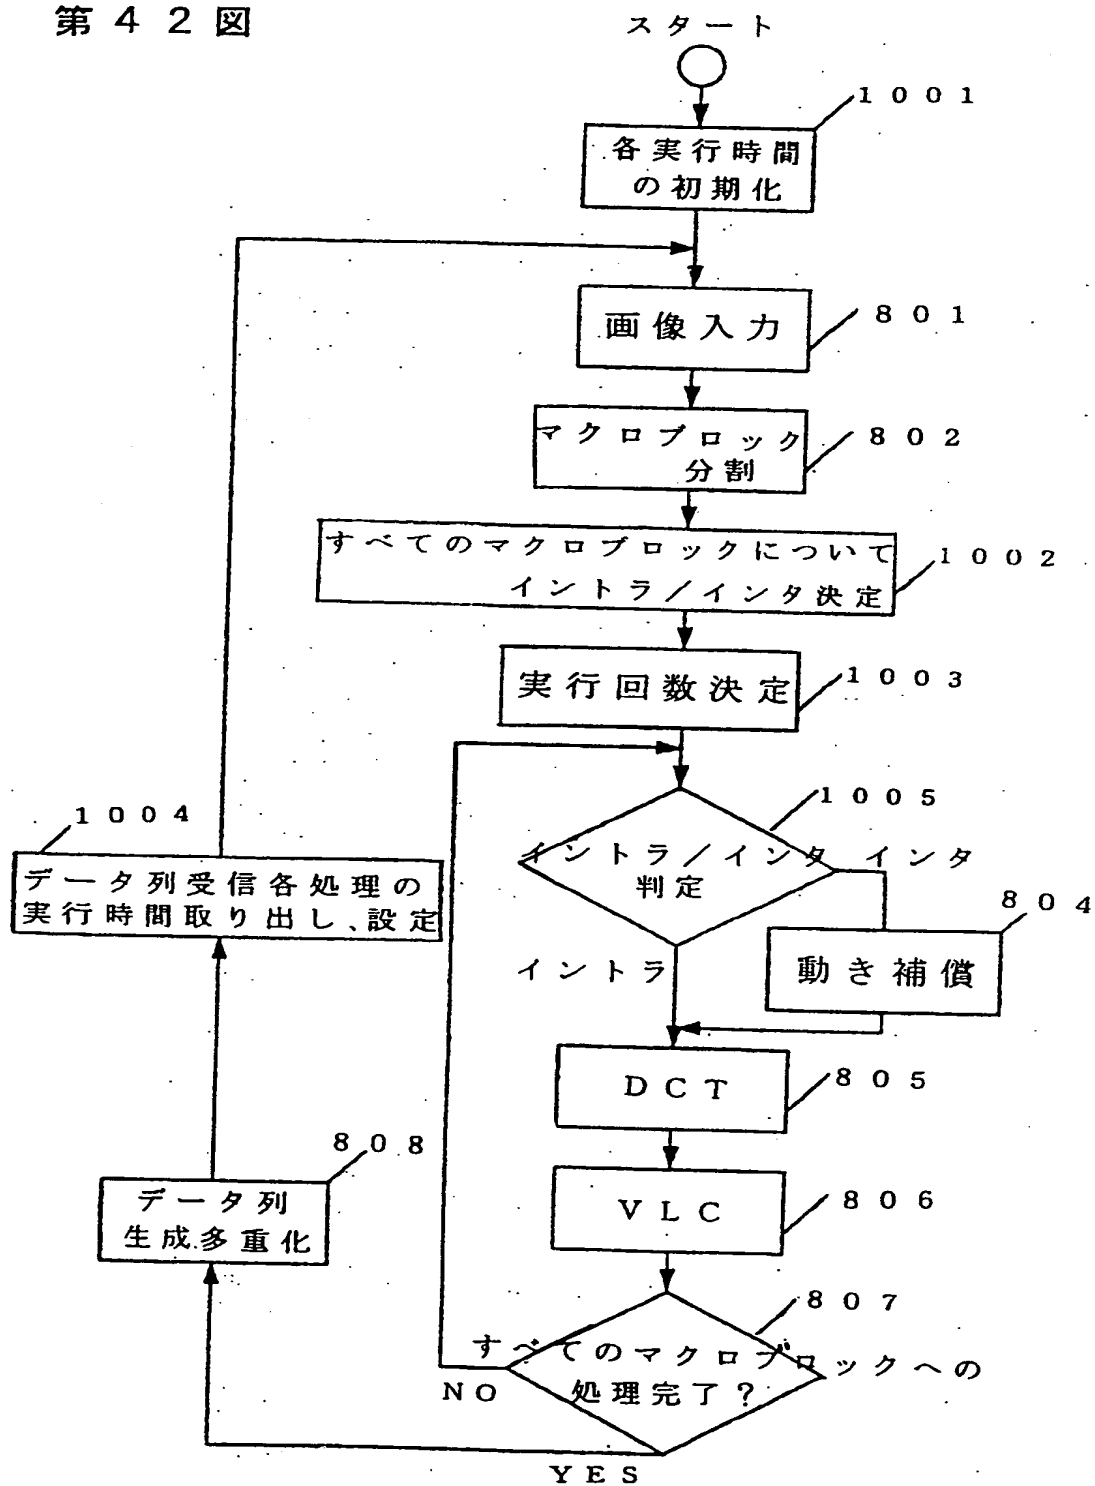 第42図
スタート
1001
各実行時間
の初期化
画像入力
801
マクロブロック
分割
802
すべてのマクロブロックについて
イントラ/インタ決定
1002
実行回数決定
1003
1005
イントラ/インタ
判定
インタ
イントラ
804
動き補償
DCT
805
VLC
806
807
すべてのマクロブロックへの
処理完了?
NO
YES
808
データ列
生成多重化
1004
データ列受信各処理の
実行時間取り出し、設定